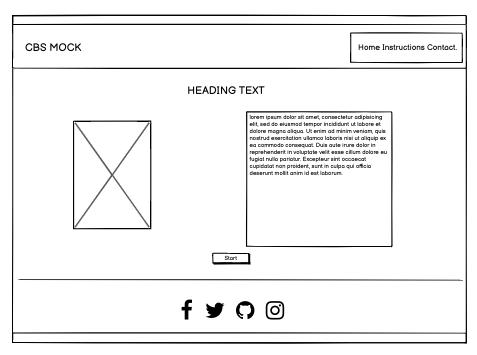 CBS MOCK
Home Instructions Contact.
HEADING TEXT
lorem ipsum dolor sit amet, consectetur adipisicing
elit, sed do eiusmod tempor incididunt ut labore et
dolore magna aliqua. Ut enim ad minim veniam, quis
nostrud exercitation ullamco laboris nisi ut aliquip ex
ea commodo consequat. Duis aute irure dolor in
reprehenderit in voluptate velit esse cillum dolore eu
fugiat nulla pariatur. Excepteur sint occaecat
cupidatat non proident, sunt in culpa qui officia
deserunt mollit anim id est laborum.
Start